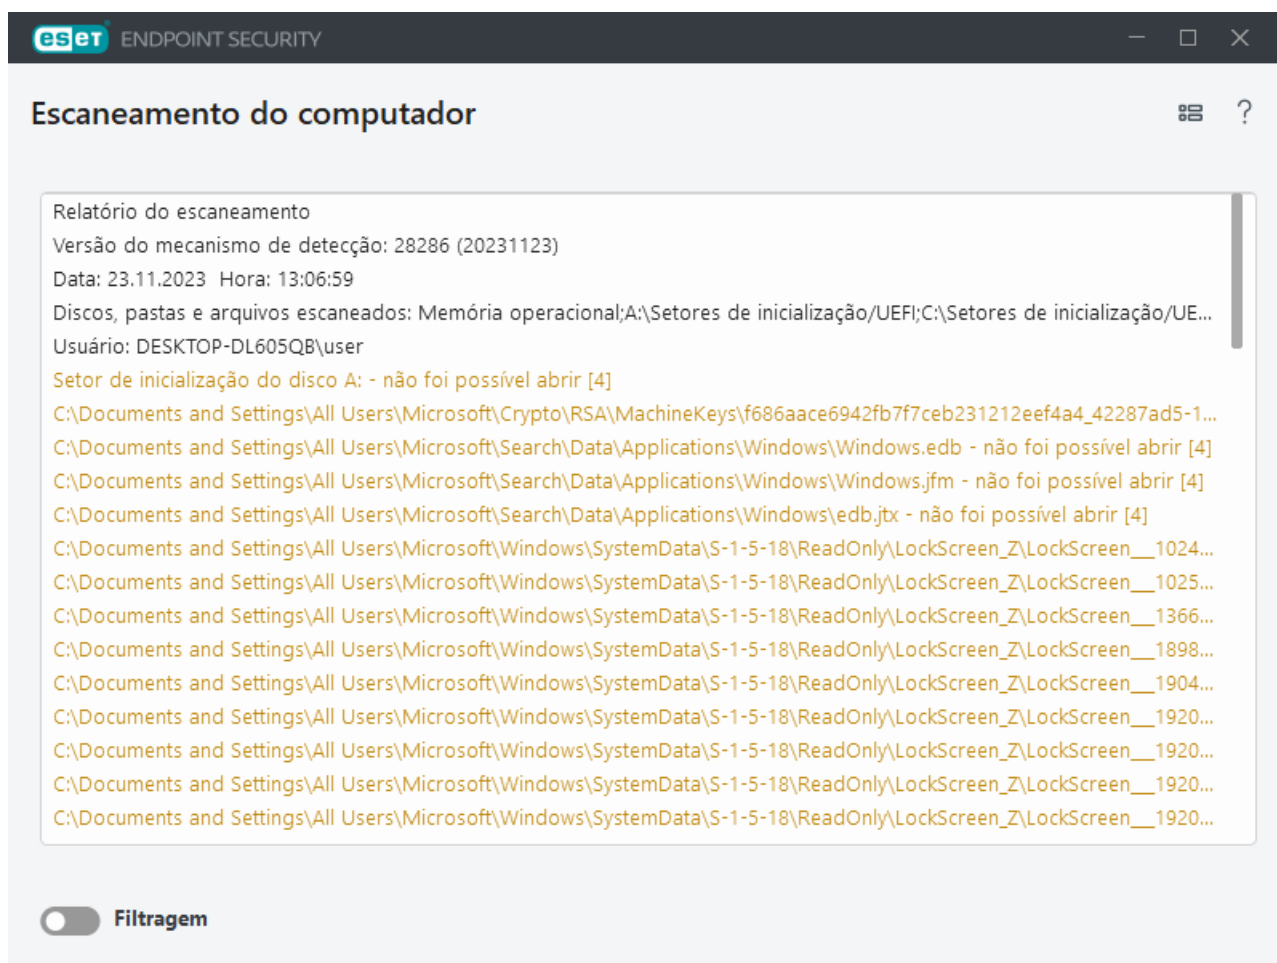 eset ENDPOINT SECURITY
Escaneamento do computador
?
Relatório do escaneamento
Versão do mecanismo de detecção: 28286 (20231123)
Data: 23.11.2023 Hora: 13:06:59
Discos, pastas e arquivos escaneados: Memória operacional;A:\Setores de inicialização/UEFI;C:\Setores de inicialização/UE...
Usuário: DESKTOP-DL605QB\user
Setor de inicialização do disco A: - não foi possível abrir [4]
C:\Documents and Settings\All Users\Microsoft\Crypto\RSA\MachineKeys\f686aace6942fb7f7ceb231212eef4a4_42287ad5-1...
C:\Documents and Settings\All Users\Microsoft\Search\Data\Applications\Windows\Windows.edb - não foi possível abrir [4]
C:\Documents and Settings\All Users\Microsoft\Search\Data\Applications\Windows\Windows.jfm - não foi possível abrir [4]
C:\Documents and Settings\All Users\Microsoft\Search\Data\Applications\Windows\edb.jtx - não foi possível abrir [4]
C:\Documents and Settings\All Users\Microsoft\Windows\SystemData\S-1-5-18\ReadOnly\LockScreen_Z\LockScreen___1024...
C:\Documents and Settings\All Users\Microsoft\Windows\SystemData\S-1-5-18\ReadOnly\LockScreen_Z\LockScreen___1025...
C:\Documents and Settings\All Users\Microsoft\Windows\SystemData\S-1-5-18\ReadOnly\LockScreen_Z\LockScreen___1366...
C:\Documents and Settings\All Users\Microsoft\Windows\SystemData\S-1-5-18\ReadOnly\LockScreen_Z\LockScreen___1898...
C:\Documents and Settings\All Users\Microsoft\Windows\SystemData\S-1-5-18\ReadOnly\LockScreen_Z\LockScreen___1904...
C:\Documents and Settings\All Users\Microsoft\Windows\SystemData\S-1-5-18\ReadOnly\LockScreen_Z\LockScreen___1920...
C:\Documents and Settings\All Users\Microsoft\Windows\SystemData\S-1-5-18\ReadOnly\LockScreen_Z\LockScreen___1920...
C:\Documents and Settings\All Users\Microsoft\Windows\SystemData\S-1-5-18\ReadOnly\LockScreen_Z\LockScreen___1920...
C:\Documents and Settings\All Users\Microsoft\Windows\SystemData\S-1-5-18\ReadOnly\LockScreen_Z\LockScreen___1920...
Filtragem